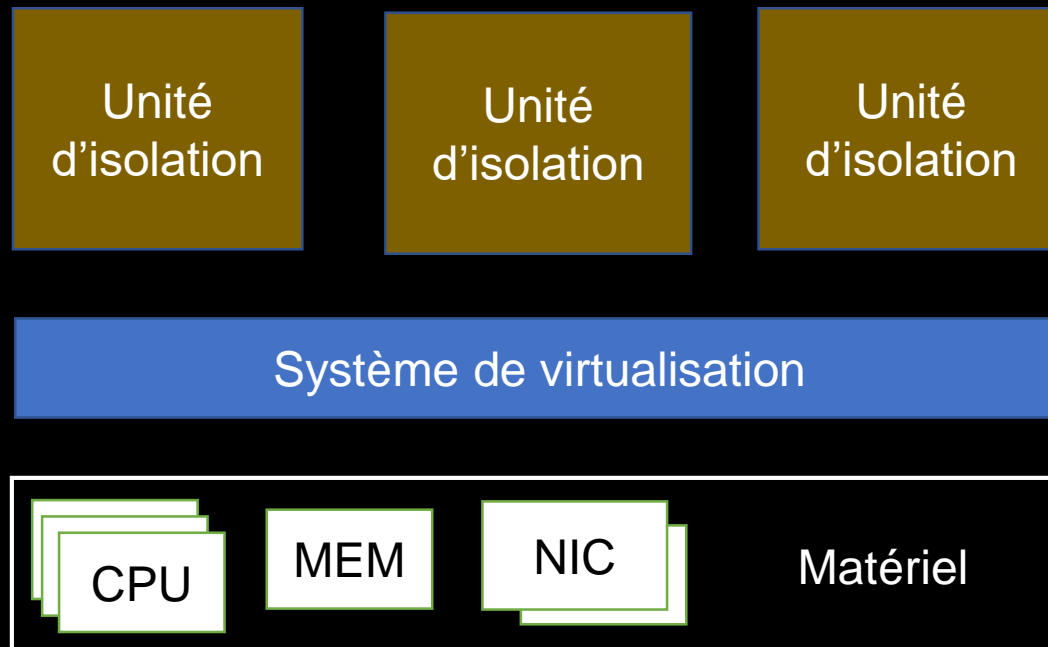 Unité
d’isolation
Unité
d’isolation
Unité
d’isolation
Système de virtualisation
CPU
MEM
NIC
Matériel